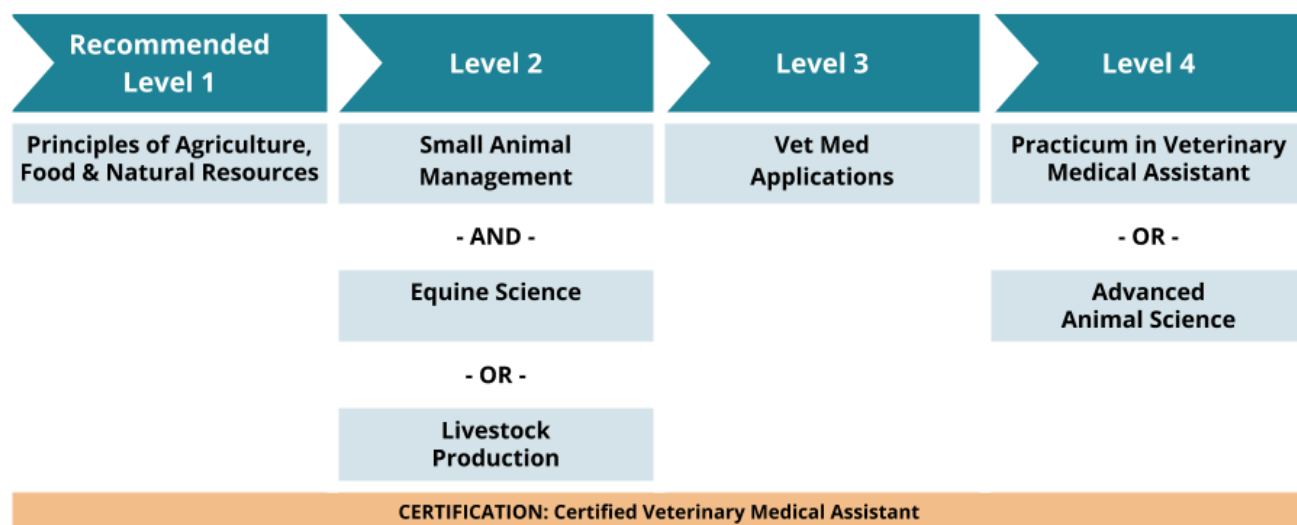 Recommended
Level 1
Level 2
Level 3
Level 4
Principles of Agriculture,
Food & Natural Resources
Small Animal
Management
Vet Med
Applications
Practicum in Veterinary
Medical Assistant
- AND -
- OR -
Equine Science
Advanced
Animal Science
- OR -
Livestock
Production
CERTIFICATION: Certified Veterinary Medical Assistant